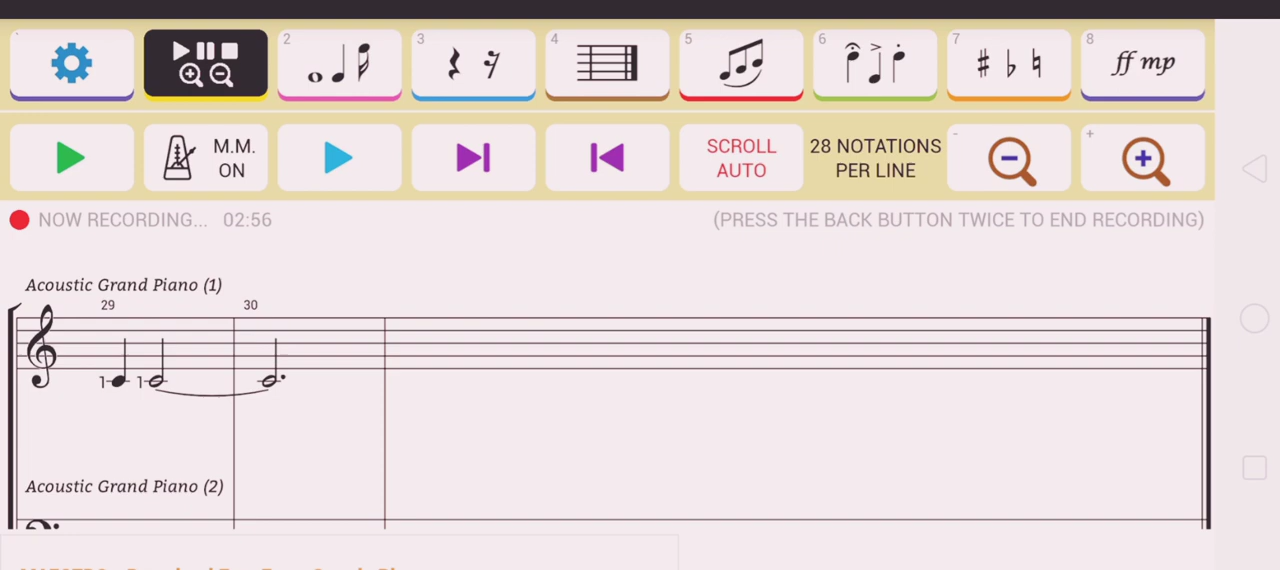 2 3 4 5 6 7 8
ff mp
M.M.
ON
SCROLL
AUTO
28 NOTATIONS
PER LINE
- +
NOW RECORDING... 02:56
(PRESS THE BACK BUTTON TWICE TO END RECORDING)
Acoustic Grand Piano (1)
29 30
1 1
Acoustic Grand Piano (2)